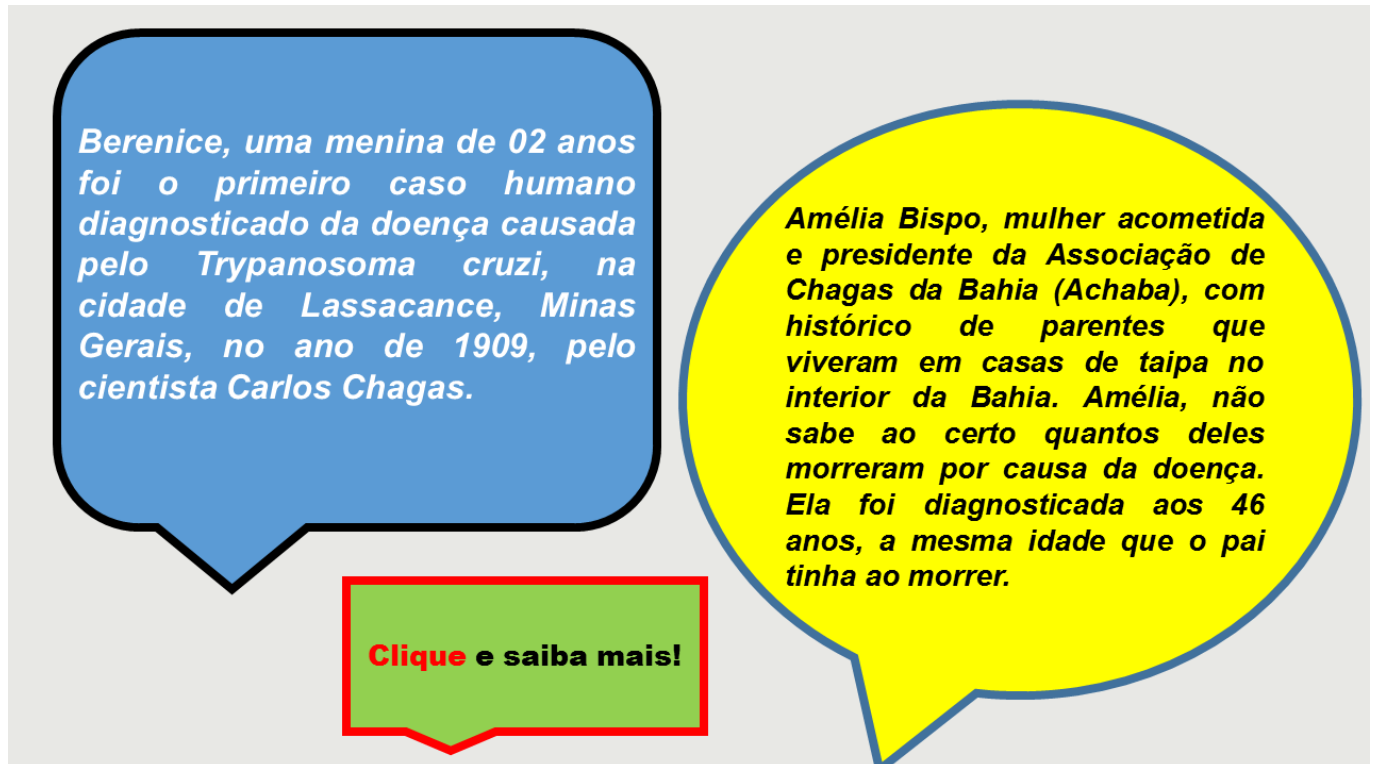 Berenice, uma menina de 02 anos
foi o primeiro caso humano
diagnosticado da doença causada
pelo Trypanosoma cruzi, na
cidade de Lassacance, Minas
Gerais, no ano de 1909, pelo
cientista Carlos Chagas.
Amélia Bispo, mulher acometida
e presidente da Associação de
Chagas da Bahia (Achaba), com
histórico de parentes que
viveram em casas de taipa no
interior da Bahia. Amélia, não
sabe ao certo quantos deles
morreram por causa da doença.
Ela foi diagnosticada aos 46
anos, a mesma idade que o pai
tinha ao morrer.
Clique e saiba mais!